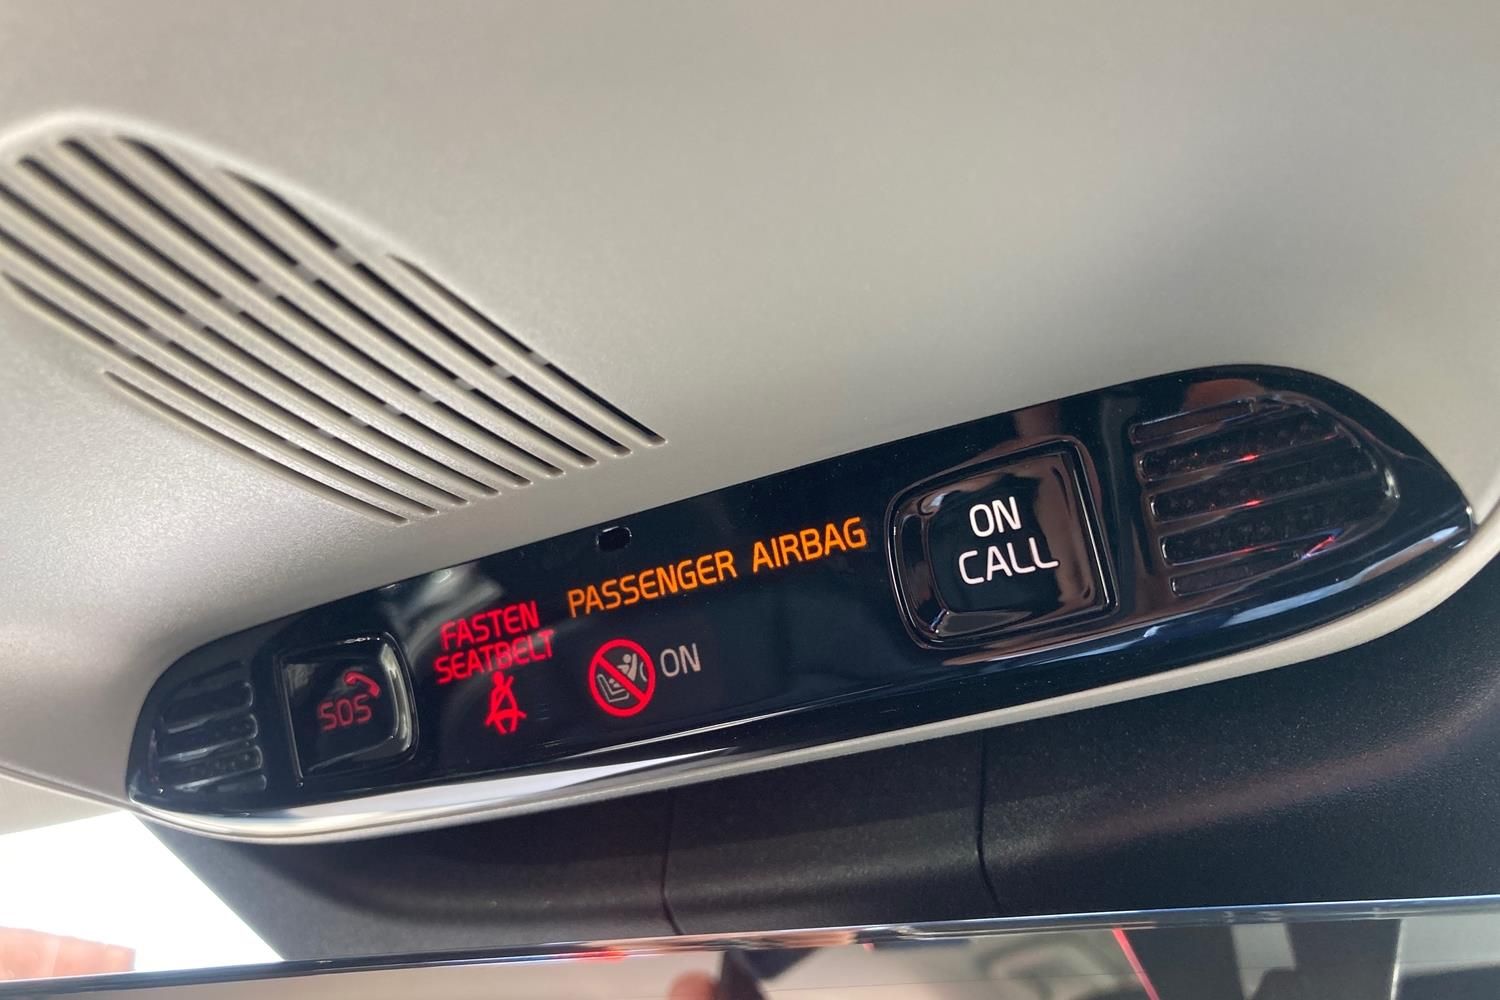 SOS
FASTEN
SEATBELT
PASSENGER AIRBAG
ON
ON
CALL